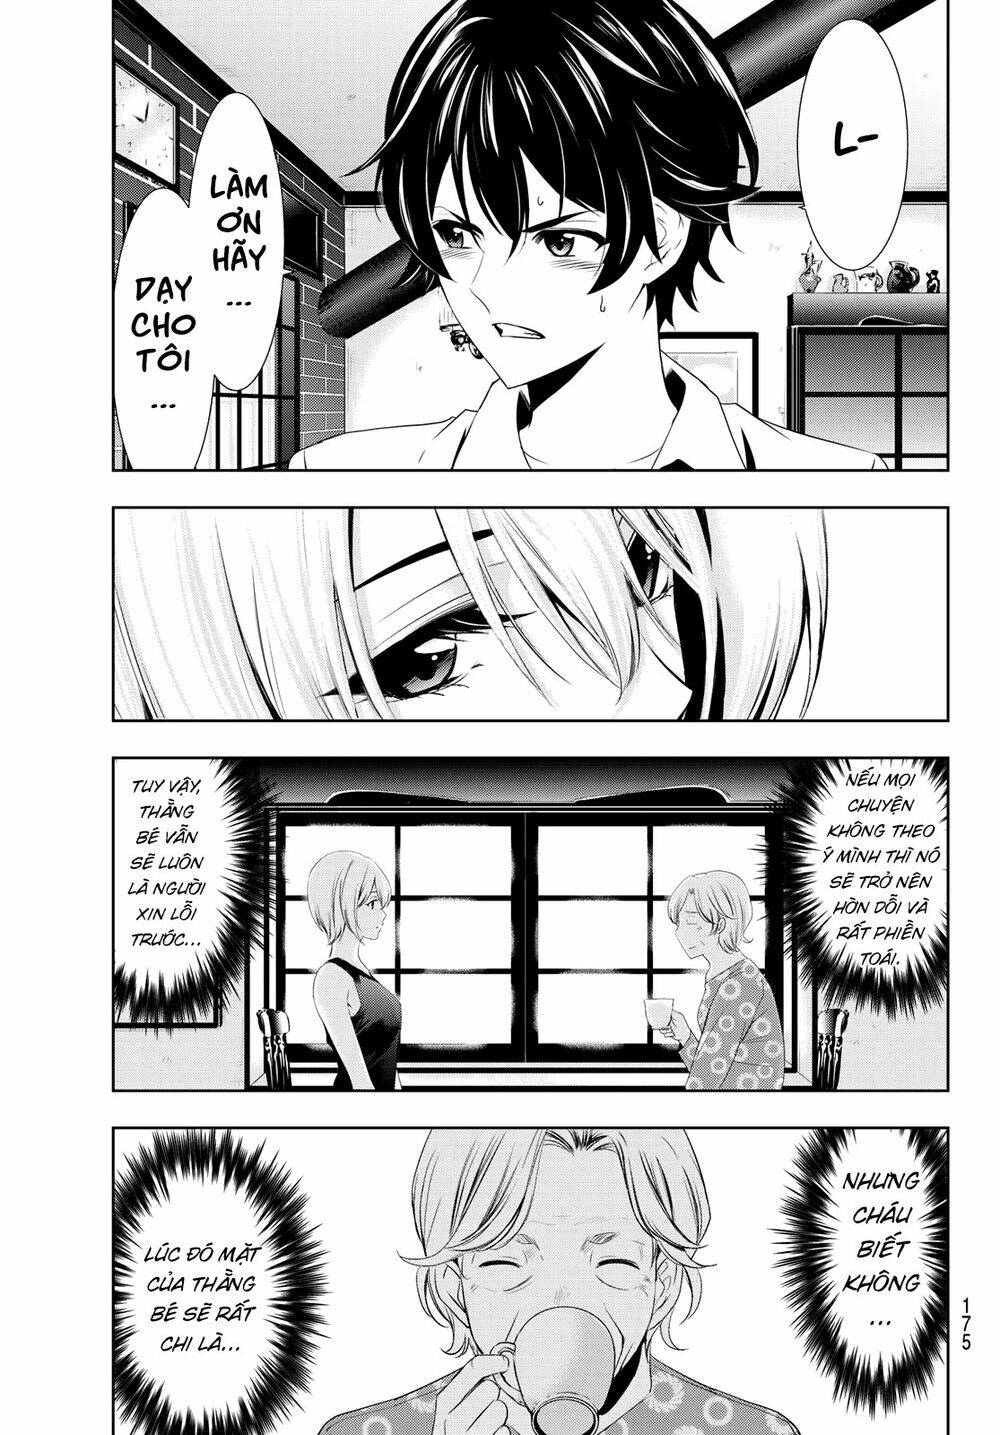 L-
LÀM
ƠN
HÃY
...
DẠY
CHO
TÔI
...
NẾU MỌI
CHUYỆN
KHÔNG THEO
Ý MÌNH THÌ NÓ
SẼ TRỞ NÊN
HỜN DỖI VÀ
RẤT PHIỀN
TOÁI.
TUY VẬY,
THẰNG
BÉ VẪN
SẼ LUÔN
LÀ NGƯỜI
XIN LỖI
TRƯỚC...
NHƯNG
CHÁU
BIẾT
KHÔNG
...
LÚC ĐÓ MẶT
CỦA THẰNG
BÉ SẼ RẤT
CHI LÀ...
175